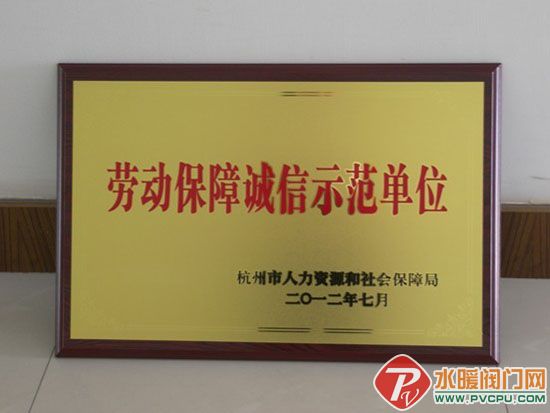 劳动保障诚信示范单位
杭州市人力资源和社会保障局
二〇一二年七月
PV 水暖阀门网
WWW.PVCPU.COM